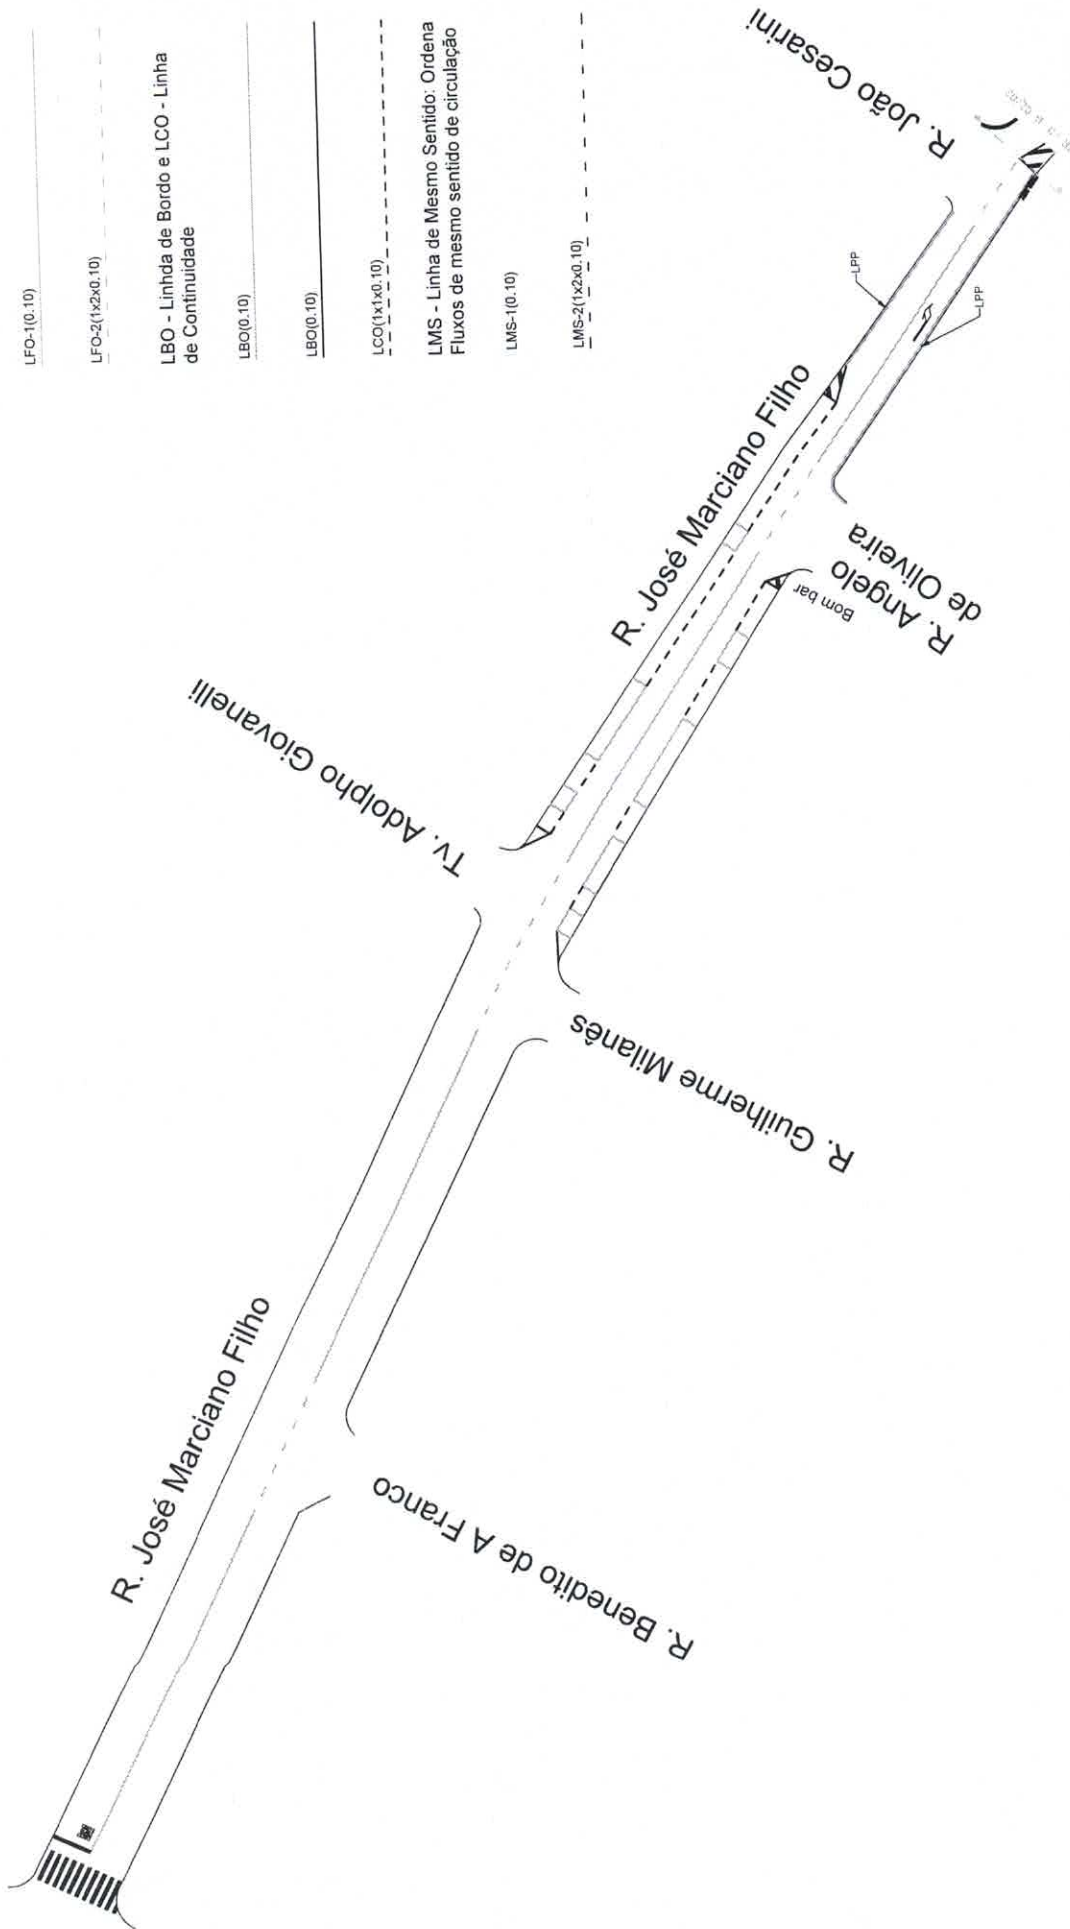 LFO-1(0.10)
LFO-2(1x2x0.10)
LBO - Linhda de Bordo e LCO - Linha
de Continuidade
LBO(0.10)
LBO(0.10)
LCO(1x1x0.10)
LMS - Linha de Mesmo Sentido: Ordena
Fluxos de mesmo sentido de circulação
LMS-1(0.10)
LMS-2(1x2x0.10)
R. João Cesarini
LPP
LPP
R. José Marciano Filho
R. Angelo
de Oliveira
Bom bar
Tv. Adolpho Giovanelli
R. Guilherme Milanês
R. José Marciano Filho
R. Benedito de A Franco